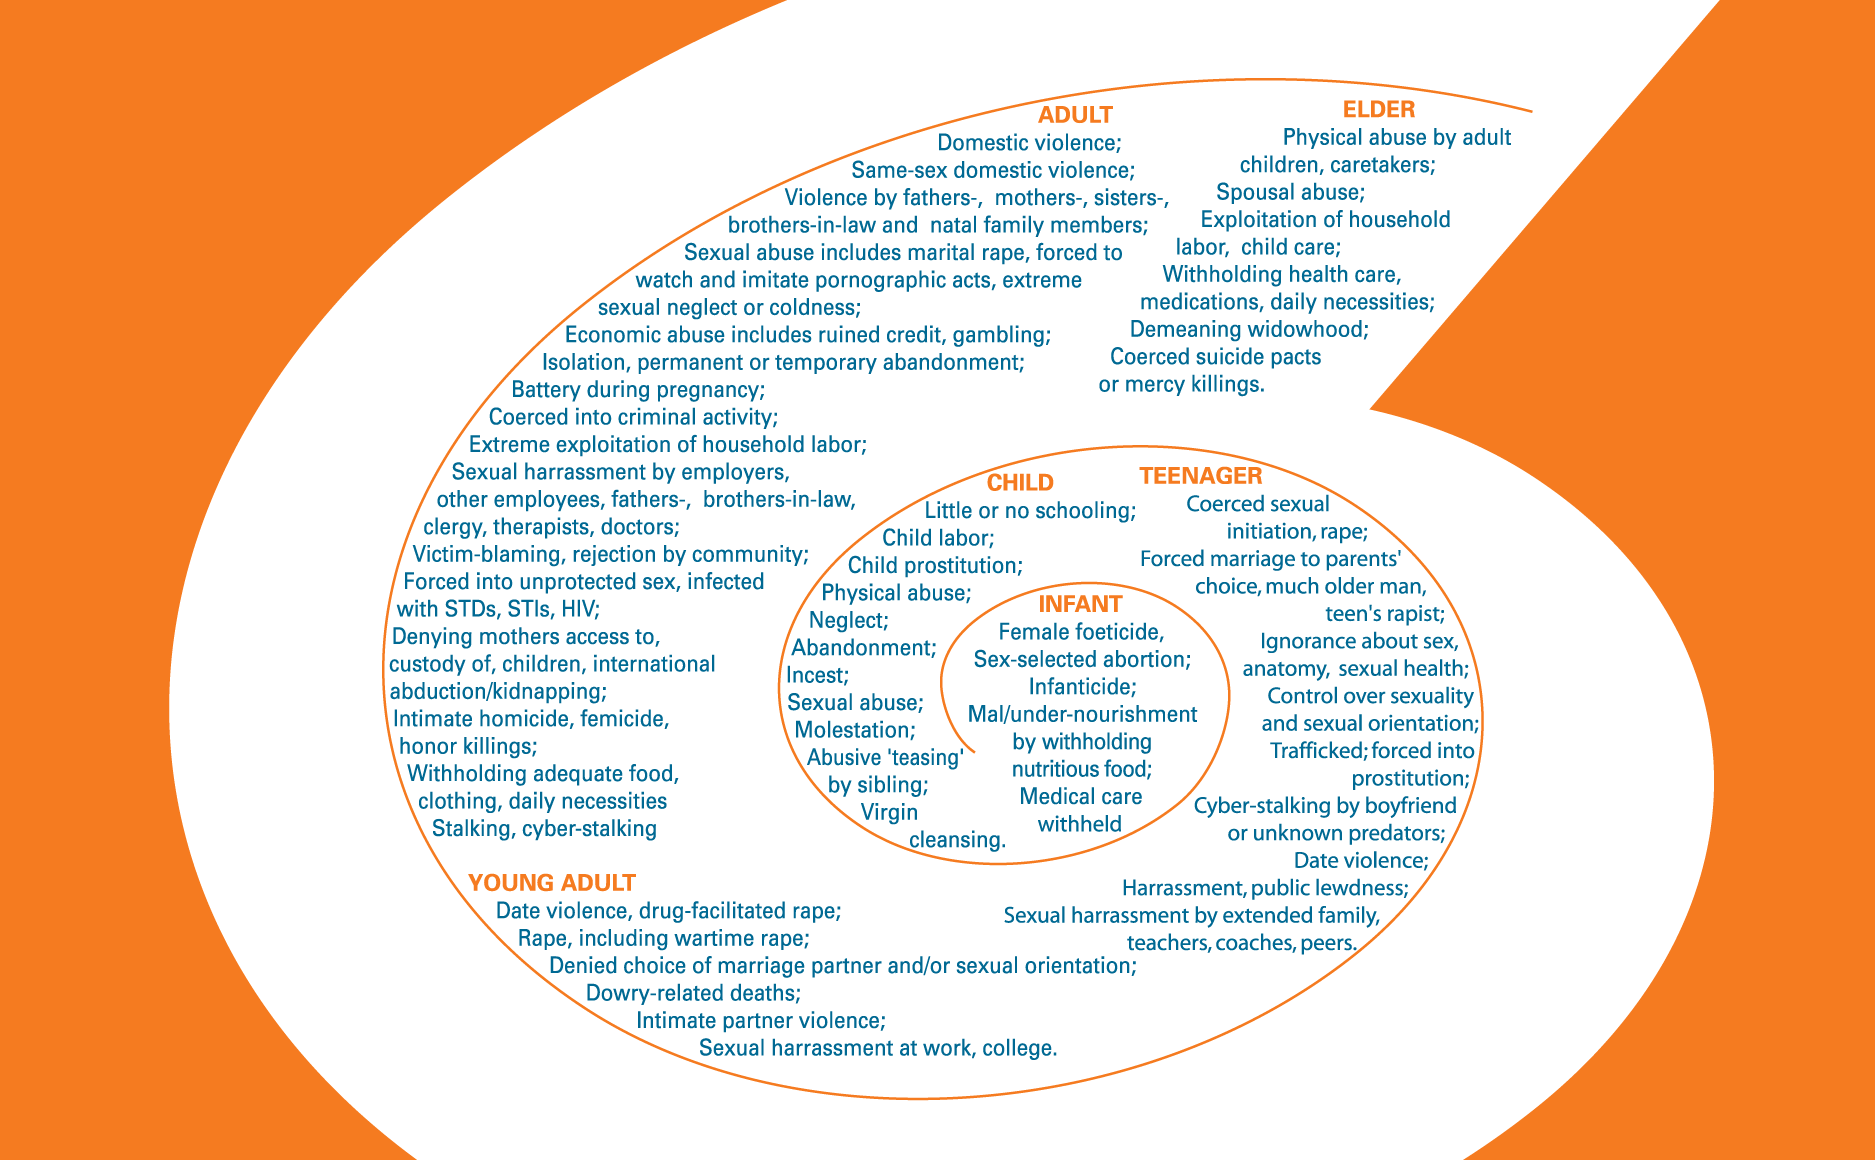 ADULT
Domestic violence;
Same-sex domestic violence;
Violence by fathers-, mothers-, sisters-,
brothers-in-law and natal family members;
Sexual abuse includes marital rape, forced to
watch and imitate pornographic acts, extreme
sexual neglect or coldness;
Economic abuse includes ruined credit, gambling;
Isolation, permanent or temporary abandonment;
Battery during pregnancy;
Coerced into criminal activity;
Extreme exploitation of household labor;
Sexual harrassment by employers,
other employees, fathers-, brothers-in-law,
clergy, therapists, doctors;
Victim-blaming, rejection by community;
Forced into unprotected sex, infected
with STDs, STIs, HIV;
Denying mothers access to,
custody of, children, international
abduction/kidnapping;
Intimate homicide, femicide,
honor killings;
Withholding adequate food,
clothing, daily necessities
Stalking, cyber-stalking
ELDER
Physical abuse by adult
children, caretakers;
Spousal abuse;
Exploitation of household
labor, child care;
Withholding health care,
medications, daily necessities;
Demeaning widowhood;
Coerced suicide pacts
or mercy killings.
CHILD
Little or no schooling;
Child labor;
Child prostitution;
Physical abuse;
Neglect;
Abandonment;
Incest;
Sexual abuse;
Molestation;
Abusive 'teasing'
by sibling;
Virgin
cleansing.
INFANT
Female foeticide,
Sex-selected abortion;
Infanticide;
Mal/under-nourishment
by withholding
nutritious food;
Medical care
withheld
TEENAGER
Coerced sexual
initiation, rape;
Forced marriage to parents'
choice, much older man,
teen's rapist;
Ignorance about sex,
anatomy, sexual health;
Control over sexuality
and sexual orientation;
Trafficked; forced into
prostitution;
Cyber-stalking by boyfriend
or unknown predators;
Date violence;
Harrassment, public lewdness;
Sexual harrassment by extended family,
teachers, coaches, peers.
YOUNG ADULT
Date violence, drug-facilitated rape;
Rape, including wartime rape;
Denied choice of marriage partner and/or sexual orientation;
Dowry-related deaths;
Intimate partner violence;
Sexual harrassment at work, college.